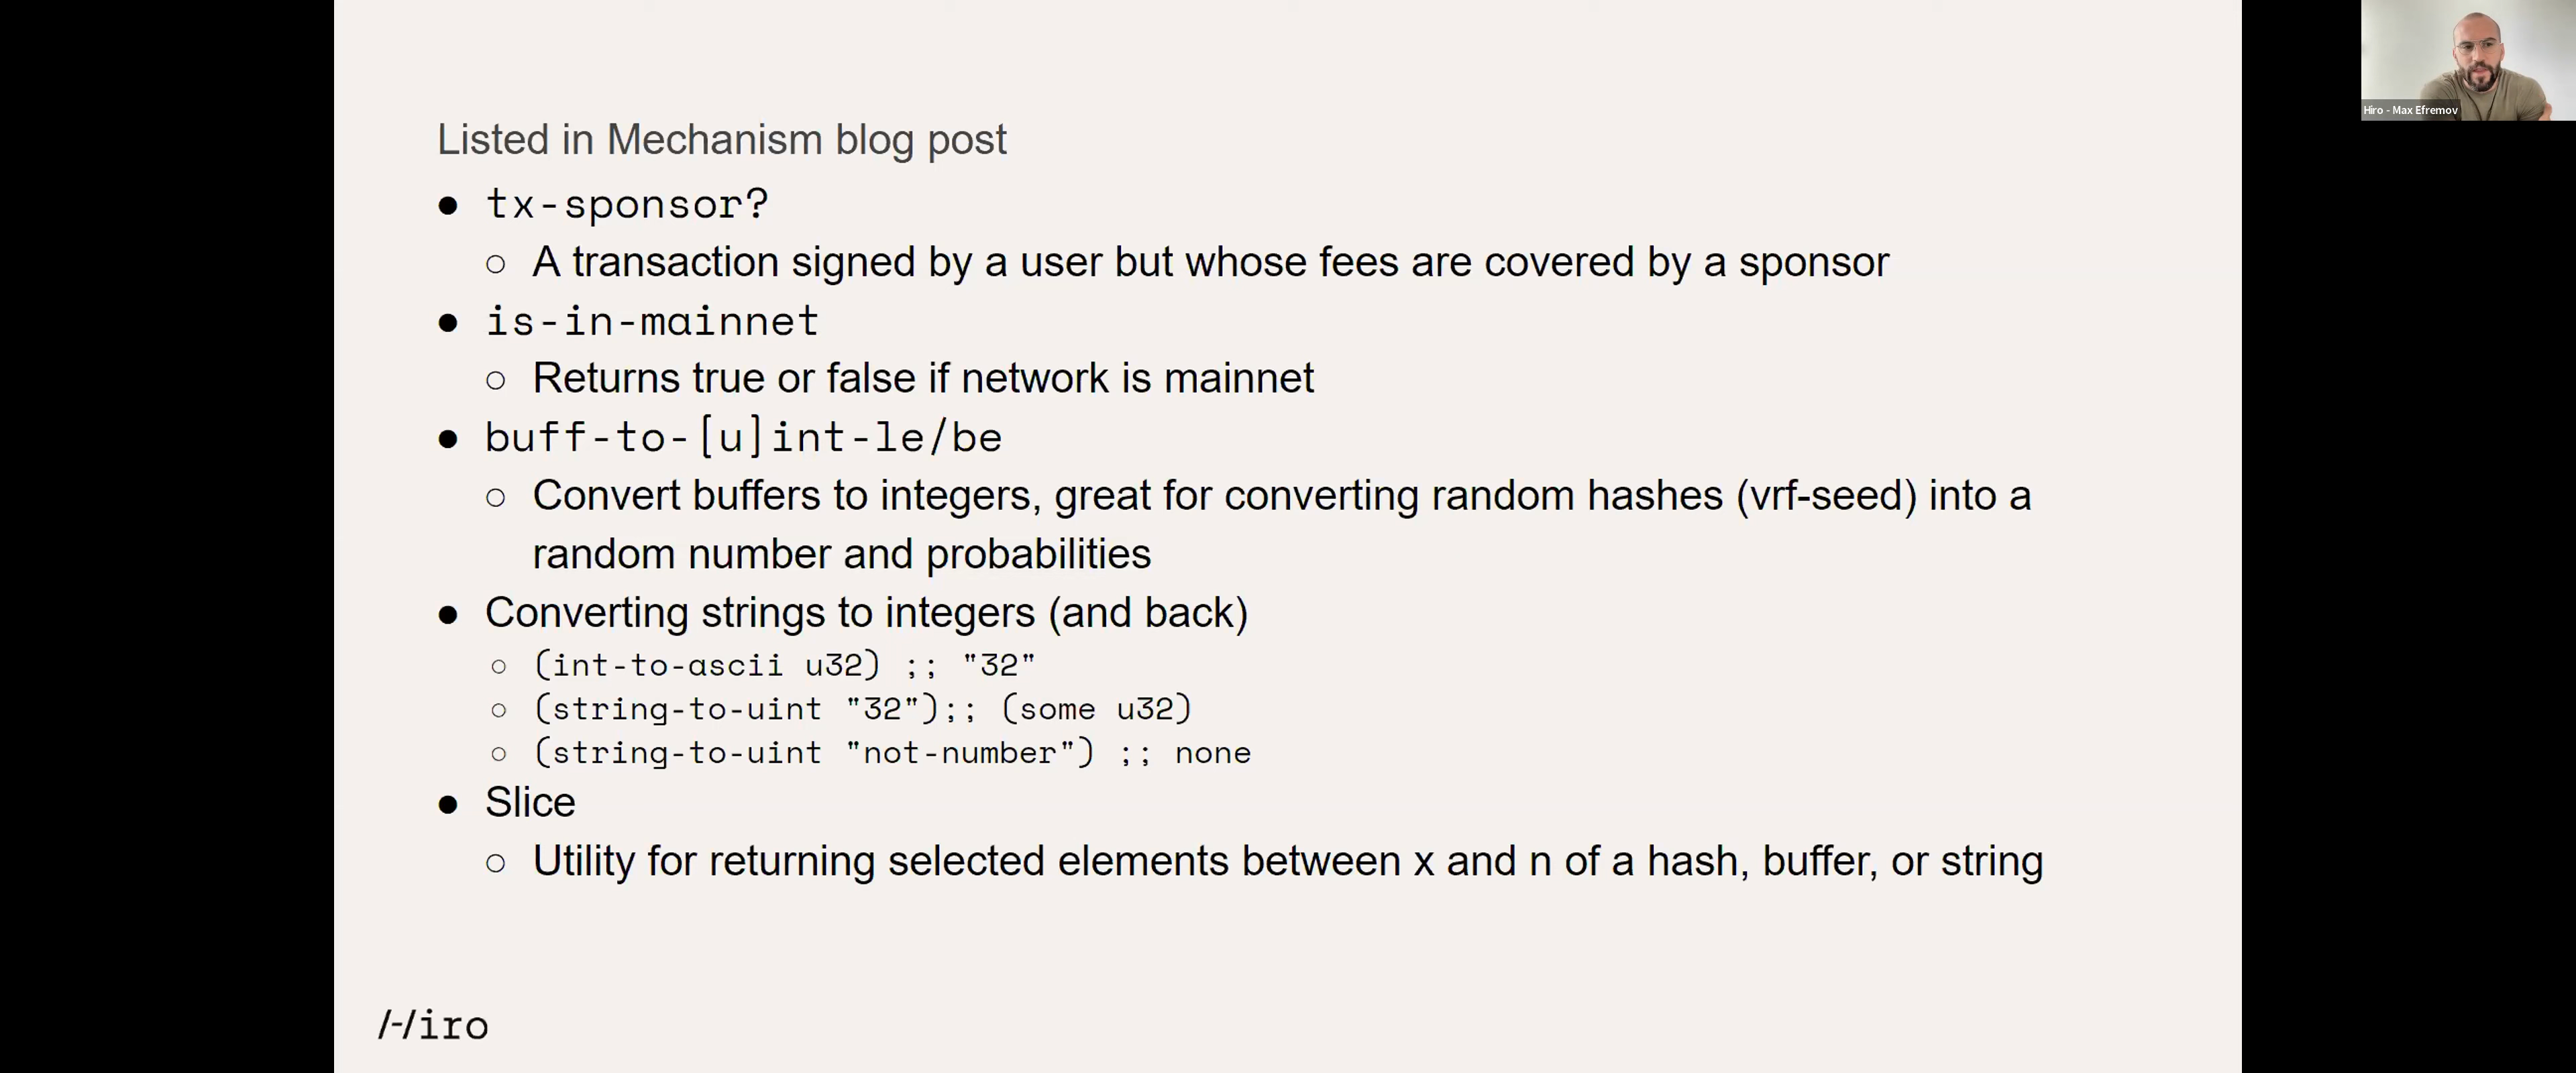 Listed in Mechanism blog post
● tx-sponsor?
○ A transaction signed by a user but whose fees are covered by a sponsor
● is-in-mainnet
○ Returns true or false if network is mainnet
● buff-to-[u]int-le/be
○ Convert buffers to integers, great for converting random hashes (vrf-seed) into a
random number and probabilities
● Converting strings to integers (and back)
○ (int-to-ascii u32) ;; "32"
○ (string-to-uint "32");; (some u32)
○ (string-to-uint "not-number") ;; none
● Slice
○ Utility for returning selected elements between x and n of a hash, buffer, or string
/-/iro
Hiro - Max Efremov